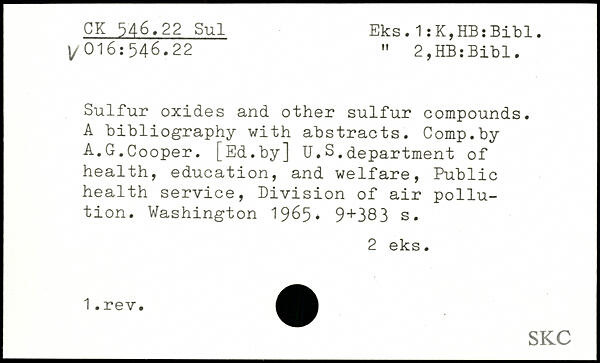 CK 546.22 Sul
Eks.1:K,HB:Bibl.
V 016:546.22
" 2,HB:Bibl.
Sulfur oxides and other sulfur compounds.
A bibliography with abstracts. Comp.by
A.G.Cooper. [Ed.by] U.S.department of
health, education, and welfare, Public
health service, Division of air pollu-
tion. Washington 1965. 9+383 s.
2 eks.
1.rev.
SKC